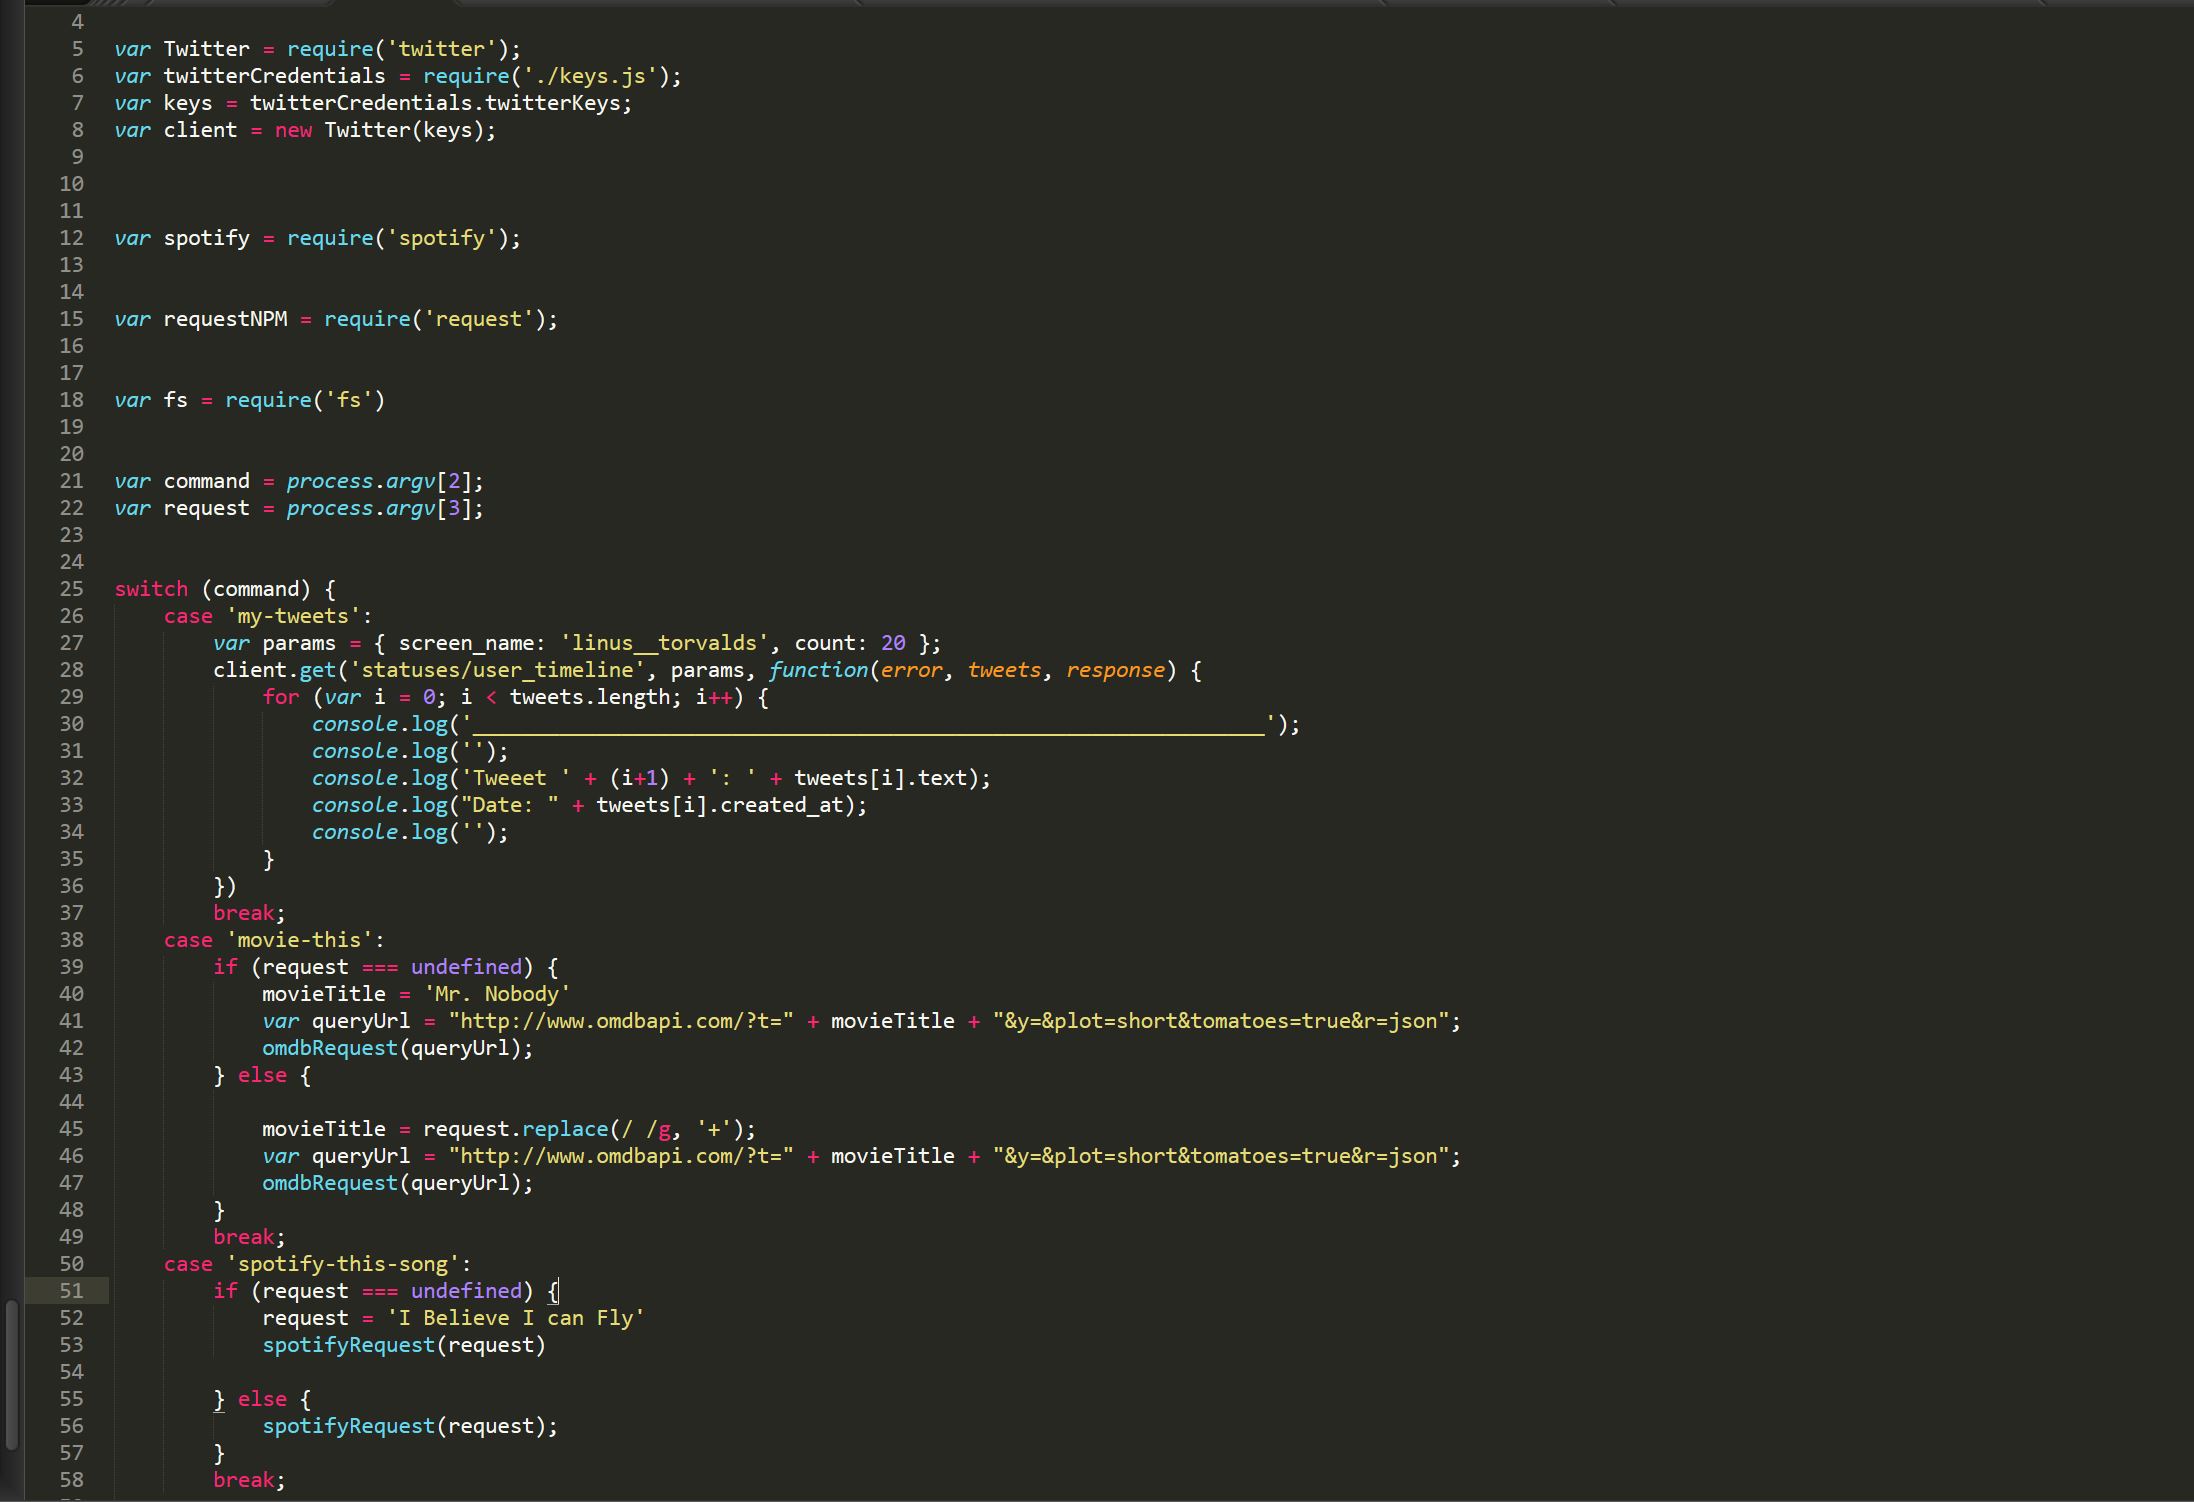 4
5 var Twitter = require('twitter');
6 var twitterCredentials = require('./keys.js');
7 var keys = twitterCredentials.twitterKeys;
8 var client = new Twitter(keys);
9
10
11
12 var spotify = require('spotify');
13
14
15 var requestNPM = require('request');
16
17
18 var fs = require('fs')
19
20
21 var command = process.argv[2];
22 var request = process.argv[3];
23
24
25 switch (command) {
26     case 'my-tweets':
27         var params = { screen_name: 'linus__torvalds', count: 20 };
28         client.get('statuses/user_timeline', params, function(error, tweets, response) {
29             for (var i = 0; i < tweets.length; i++) {
30                 console.log('________________________________________________________________');
31                 console.log('');
32                 console.log('Tweeet ' + (i+1) + ': ' + tweets[i].text);
33                 console.log("Date: " + tweets[i].created_at);
34                 console.log('');
35             }
36         })
37         break;
38     case 'movie-this':
39         if (request === undefined) {
40             movieTitle = 'Mr. Nobody'
41             var queryUrl = "http://www.omdbapi.com/?t=" + movieTitle + "&y=&plot=short&tomatoes=true&r=json";
42             omdbRequest(queryUrl);
43         } else {
44
45             movieTitle = request.replace(/ /g, '+');
46             var queryUrl = "http://www.omdbapi.com/?t=" + movieTitle + "&y=&plot=short&tomatoes=true&r=json";
47             omdbRequest(queryUrl);
48         }
49         break;
50     case 'spotify-this-song':
51         if (request === undefined) {
52             request = 'I Believe I can Fly'
53             spotifyRequest(request)
54
55         } else {
56             spotifyRequest(request);
57         }
58         break;